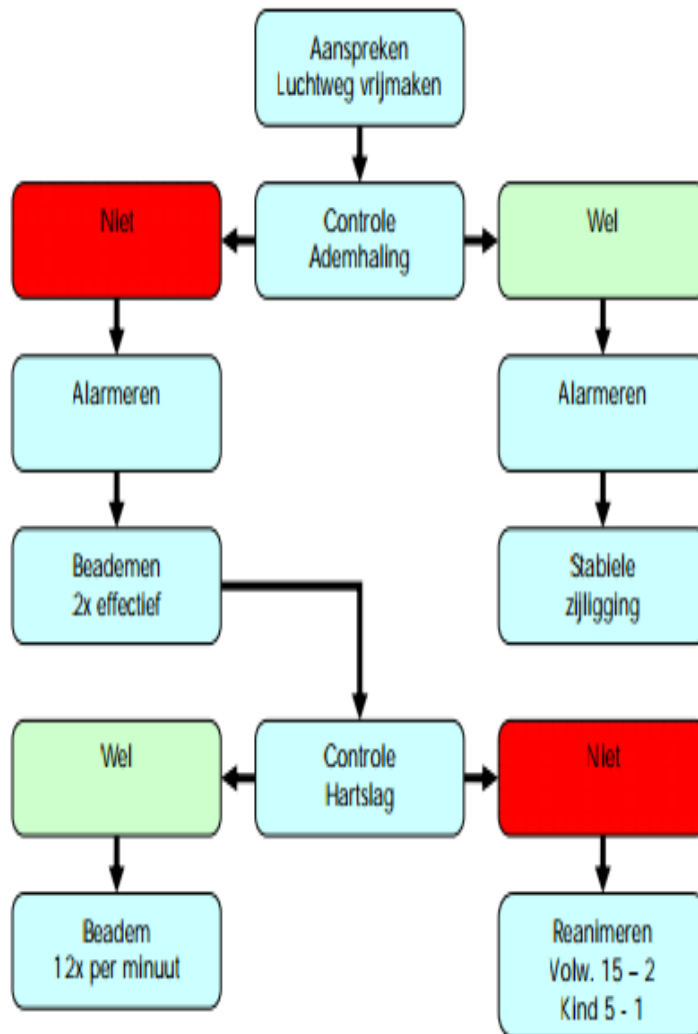 Aanspreken
Luchtweg vrijmaken
Niet
Controle
Ademhaling
Wel
Alarmeren
Alarmeren
Beademen
2x effectief
Stabiele
zijligging
Wel
Controle
Hartslag
Niet
Beadem
12x per minuut
Reanimeren
Volw. 15 – 2
Kind 5 - 1